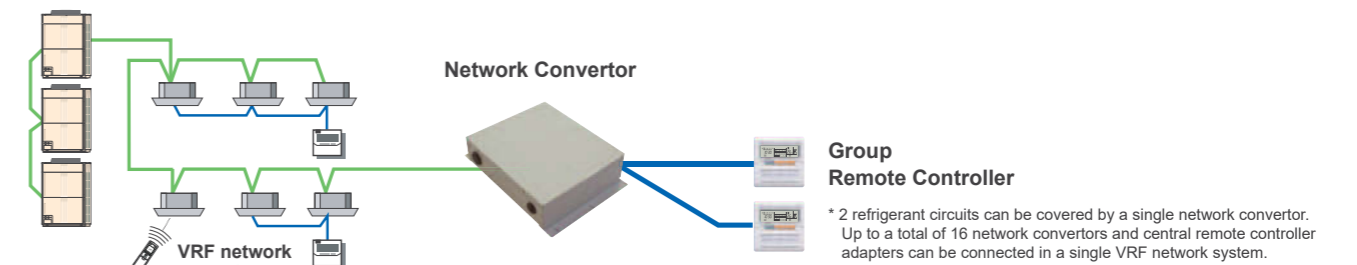 Network Convertor
Group
Remote Controller
* 2 refrigerant circuits can be covered by a single network convertor.
Up to a total of 16 network convertors and central remote controller
adapters can be connected in a single VRF network system.
VRF network